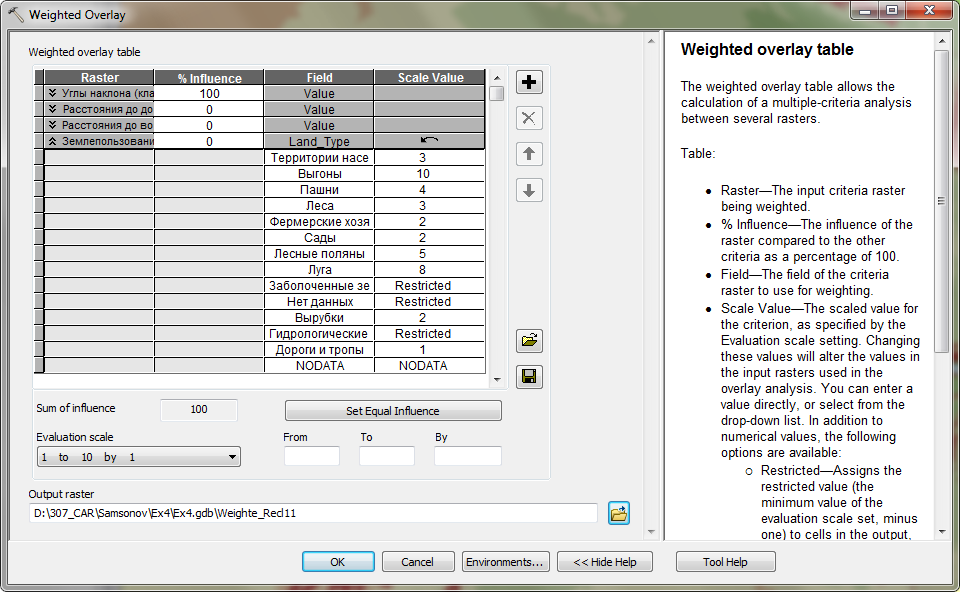 Weighted Overlay
Weighted overlay table
Raster % Influence Field Scale Value
Углы наклона (кла 100 Value
Расстояния до до 0 Value
Расстояния до во 0 Value
Землепользовани 0 Land_Type
Территории насе 3
Выгоны 10
Пашни 4
Леса 3
Фермерские хозя 2
Сады 2
Лесные поляны 5
Луга 8
Заболоченные зе Restricted
Нет данных Restricted
Вырубки 2
Гидрологические Restricted
Дороги и тропы 1
NODATA NODATA
Sum of influence 100 Set Equal Influence
Evaluation scale From To By
1 to 10 by 1
Output raster
D:\307_CAR\Samsonov\Ex4\Ex4.gdb\Weighte_Recl11
OK Cancel Environments... << Hide Help Tool Help
Weighted overlay table
The weighted overlay table allows the
calculation of a multiple-criteria analysis
between several rasters.
Table:
• Raster—The input criteria raster
being weighted.
• % Influence—The influence of the
raster compared to the other
criteria as a percentage of 100.
• Field—The field of the criteria
raster to use for weighting.
• Scale Value—The scaled value for
the criterion, as specified by the
Evaluation scale setting. Changing
these values will alter the values in
the input rasters used in the
overlay analysis. You can enter a
value directly, or select from the
drop-down list. In addition to
numerical values, the following
options are available:
o Restricted—Assigns the
restricted value (the
minimum value of the
evaluation scale set, minus
one) to cells in the output,